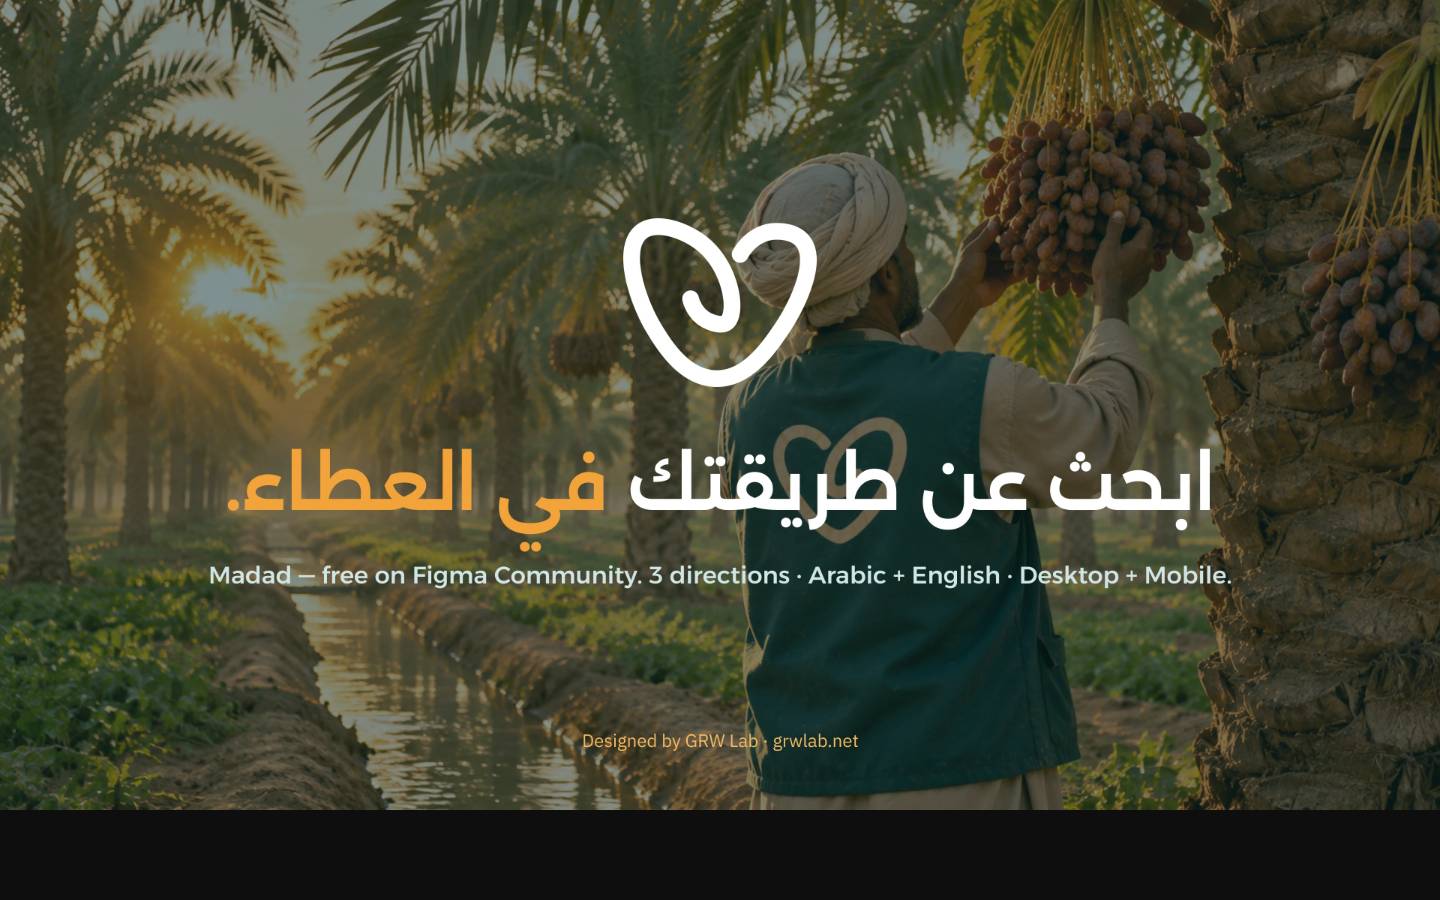 ابحث عن طريقتك في العطاء.
Madad — free on Figma Community. 3 directions · Arabic + English · Desktop + Mobile.
Designed by GRW Lab · grwlab.net